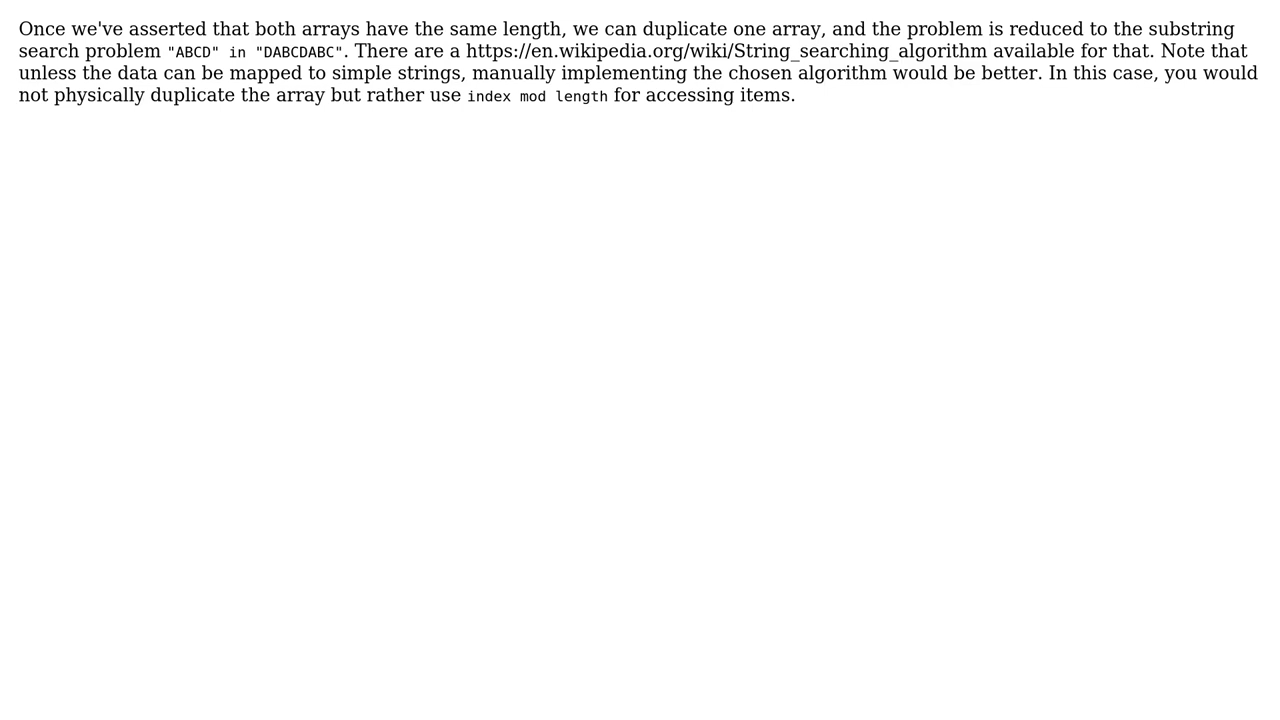 Once we've asserted that both arrays have the same length, we can duplicate one array, and the problem is reduced to the substring
search problem "ABCD" in "DABCDABC". There are a https://en.wikipedia.org/wiki/String_searching_algorithm available for that. Note that
unless the data can be mapped to simple strings, manually implementing the chosen algorithm would be better. In this case, you would
not physically duplicate the array but rather use index mod length for accessing items.